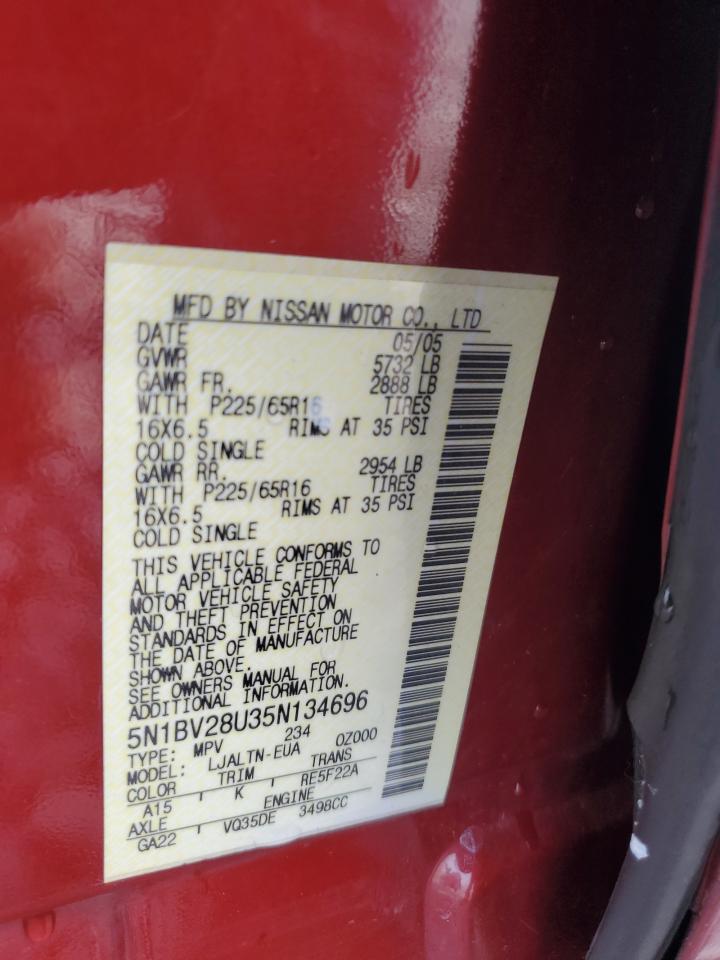 MFD BY NISSAN MOTOR CO., LTD
DATE 05/05
GVWR 5732 LB
GAWR FR. 2888 LB
WITH P225/65R16 TIRES
16X6.5 RIMS AT 35 PSI
COLD SINGLE
GAWR RR. 2954 LB
WITH P225/65R16 TIRES
16X6.5 RIMS AT 35 PSI
COLD SINGLE
THIS VEHICLE CONFORMS TO
ALL APPLICABLE FEDERAL
MOTOR VEHICLE SAFETY
AND THEFT PREVENTION
STANDARDS IN EFFECT ON
THE DATE OF MANUFACTURE
SHOWN ABOVE.
SEE OWNERS MANUAL FOR
ADDITIONAL INFORMATION.
5N1BV28U35N134696
TYPE: MPV 234
MODEL: LJALTN-EUA 0Z000
COLOR TRIM TRANS
A15 K RE5F22A
AXLE ENGINE
GA22 VQ35DE 3498CC